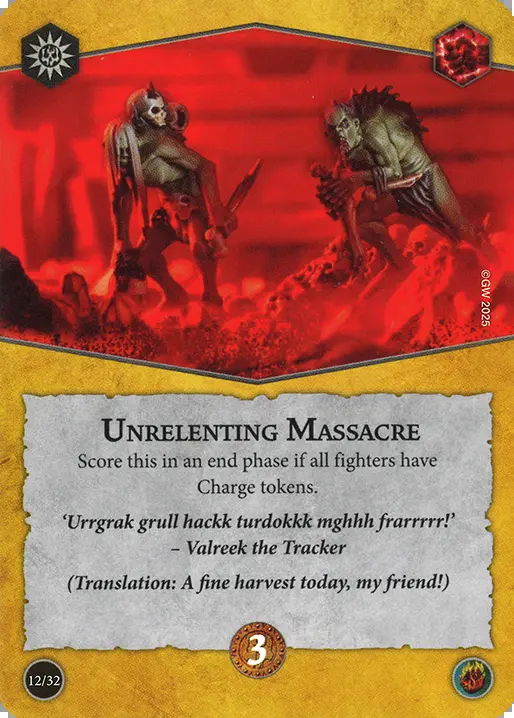 ©GW 2025
UNRELENTING MASSACRE
Score this in an end phase if all fighters have
Charge tokens.
‘Urrgrak grull hackk turdokkk mghhh frarrrrr!’
– Valreek the Tracker
(Translation: A fine harvest today, my friend!)
3
12/32